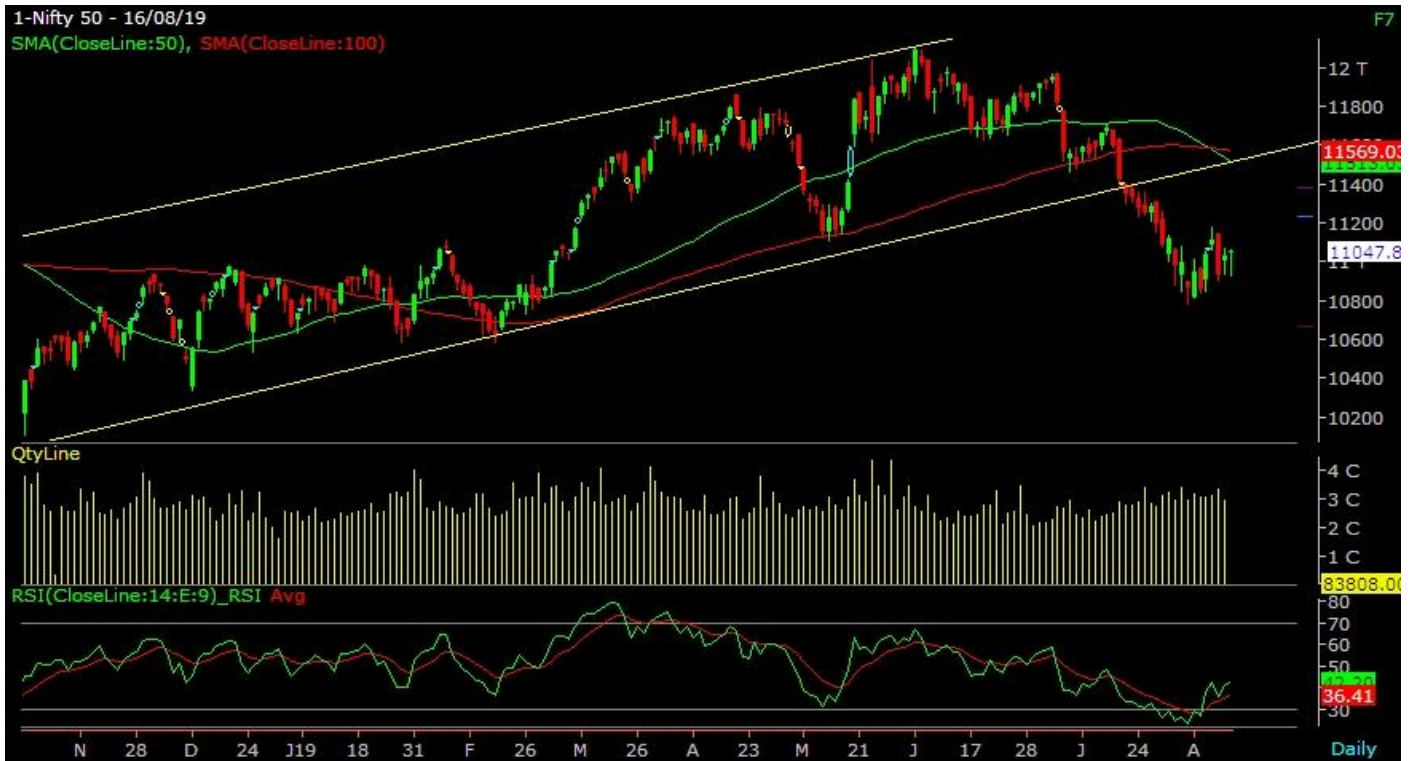 1-Nifty 50 - 16/08/19
F7
SMA(CloseLine:50), SMA(CloseLine:100)
12 T
11800
11569.03
11400
11200
11047.8
10800
10600
10400
10200
QtyLine
4 C
3 C
2 C
1 C
83808.00
RSI(CloseLine:14:E:9)_RSI Avg
80
70
60
50
42.20
36.41
30
N 28 D 24 J19 18 31 F 26 M 26 A 23 M 21 J 17 28 J 24 A
Daily